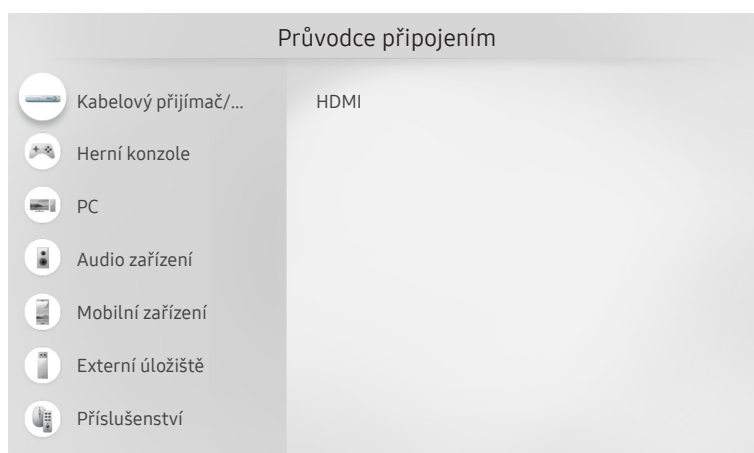 Průvodce připojením
Kabelový přijímač/...
HDMI
Herní konzole
PC
Audio zařízení
Mobilní zařízení
Externí úložiště
Příslušenství